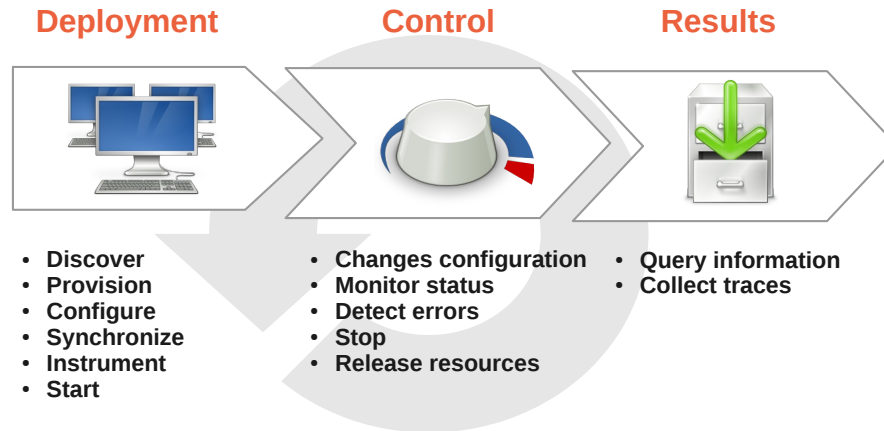 Deployment
Control
Results
• Discover
• Provision
• Configure
• Synchronize
• Instrument
• Start
• Changes configuration
• Monitor status
• Detect errors
• Stop
• Release resources
• Query information
• Collect traces